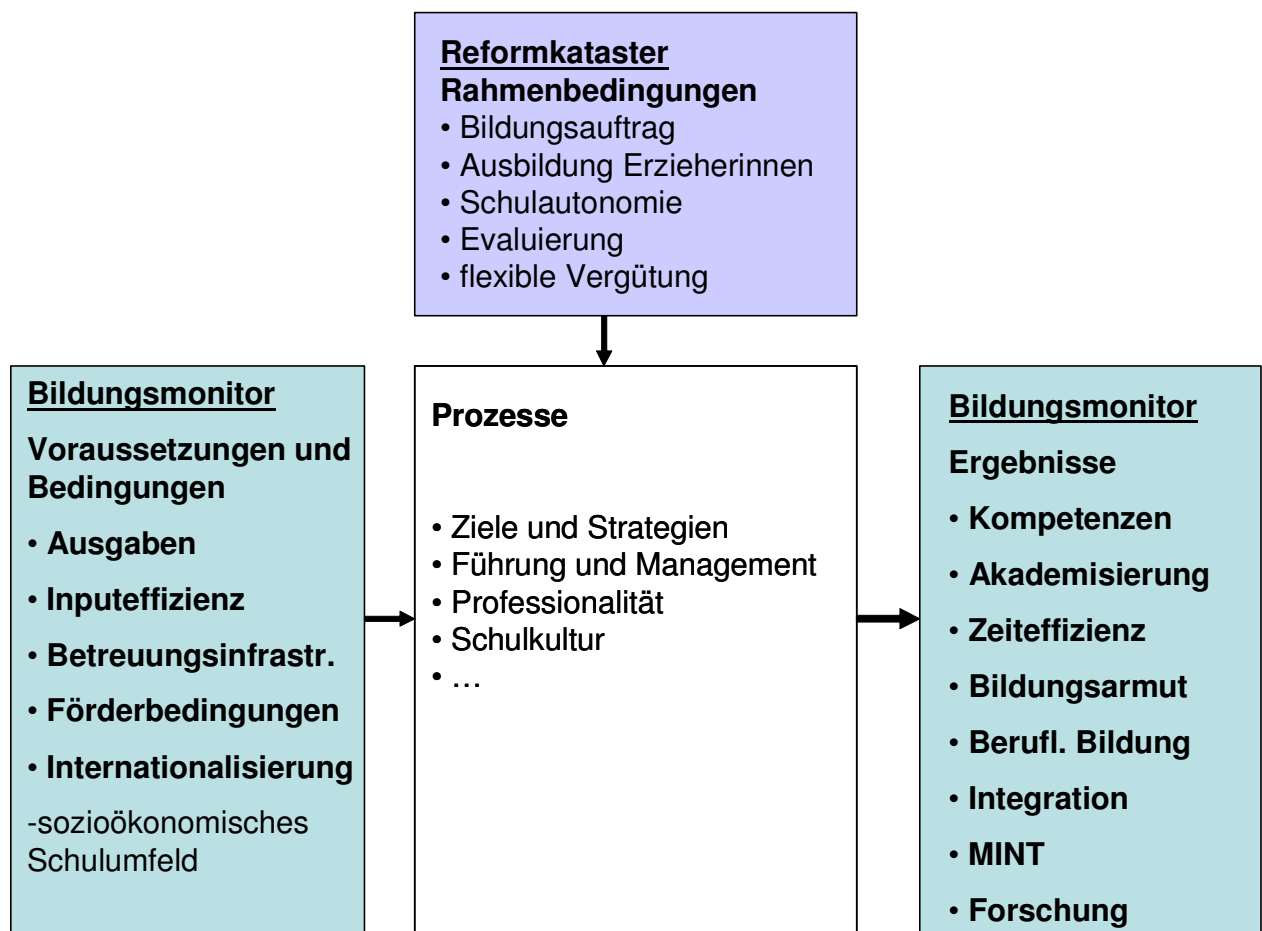 Reformkataster
Rahmenbedingungen
• Bildungsauftrag
• Ausbildung Erzieherinnen
• Schulautonomie
• Evaluierung
• flexible Vergütung
Bildungsmonitor
Voraussetzungen und
Bedingungen
• Ausgaben
• Inputeffizienz
• Betreuungsinfrastr.
• Förderbedingungen
• Internationalisierung
-sozioökonomisches
Schulumfeld
Prozesse
• Ziele und Strategien
• Führung und Management
• Professionalität
• Schulkultur
• …
Bildungsmonitor
Ergebnisse
• Kompetenzen
• Akademisierung
• Zeiteffizienz
• Bildungsarmut
• Berufl. Bildung
• Integration
• MINT
• Forschung